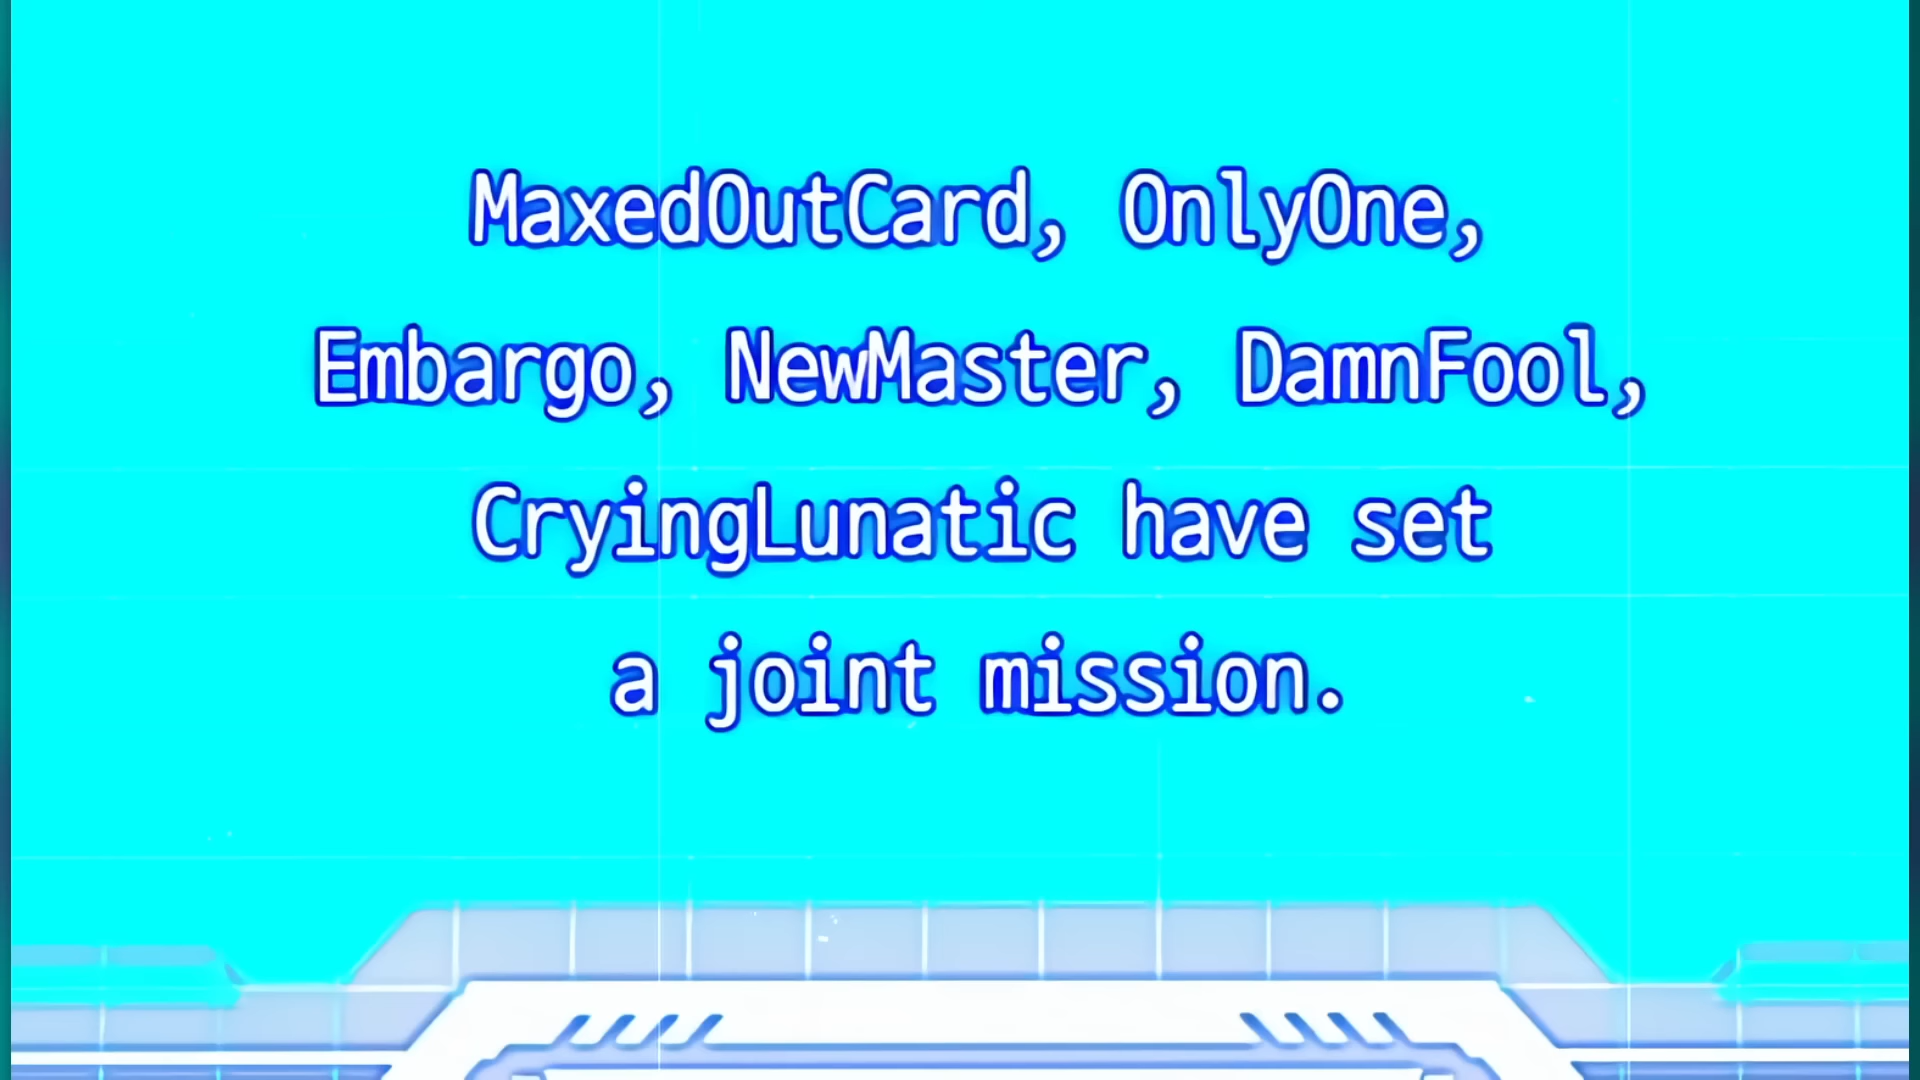 MaxedOutCard, OnlyOne,
Embargo, NewMaster, DamnFool,
CryingLunatic have set
a joint mission.